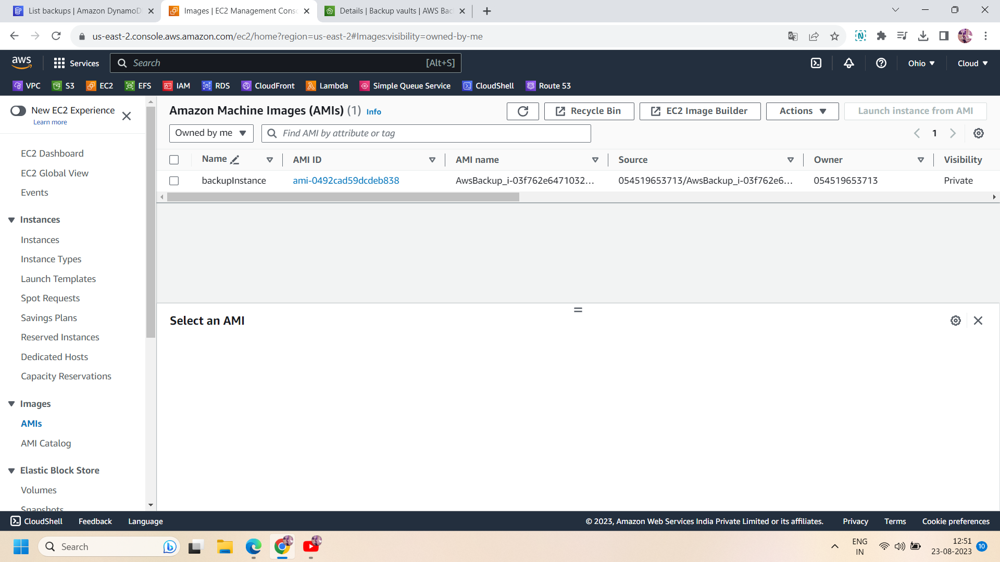 List backups | Amazon DynamoD
Images | EC2 Management Conso
Details | Backup vaults | AWS Bac
us-east-2.console.aws.amazon.com/ec2/home?region=us-east-2#Images:visibility=owned-by-me
aws
Services
Search
[Alt+S]
Ohio
Cloud
VPC
S3
EC2
EFS
IAM
RDS
CloudFront
Lambda
Simple Queue Service
CloudShell
Route 53
New EC2 Experience
Learn more
EC2 Dashboard
EC2 Global View
Events
Instances
Instances
Instance Types
Launch Templates
Spot Requests
Savings Plans
Reserved Instances
Dedicated Hosts
Capacity Reservations
Images
AMIs
AMI Catalog
Elastic Block Store
Volumes
Snapshots
Amazon Machine Images (AMIs) (1) Info
Recycle Bin
EC2 Image Builder
Actions
Launch instance from AMI
Owned by me
Find AMI by attribute or tag
1
Name
AMI ID
AMI name
Source
Owner
Visibility
backupInstance
ami-0492cad59dcdeb838
AwsBackup_i-03f762e6471032...
054519653713/AwsBackup_i-03f762e6...
054519653713
Private
Select an AMI
CloudShell
Feedback
Language
© 2023, Amazon Web Services India Private Limited or its affiliates.
Privacy
Terms
Cookie preferences
Search
ENG
IN
12:51
23-08-2023
10